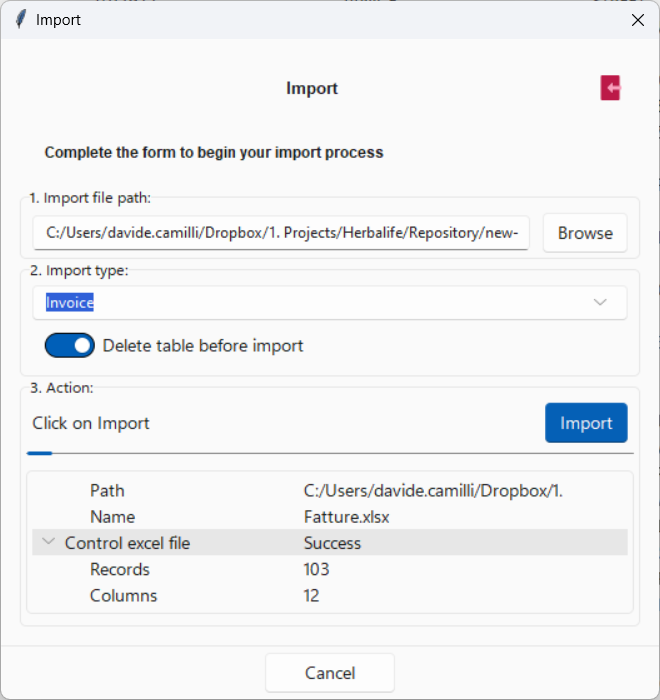 Import
Import
Complete the form to begin your import process
1. Import file path:
C:/Users/davide.camilli/Dropbox/1. Projects/Herbalife/Repository/new-
Browse
2. Import type:
Invoice
Delete table before import
3. Action:
Click on Import
Import
Path C:/Users/davide.camilli/Dropbox/1.
Name Fatture.xlsx
Control excel file Success
Records 103
Columns 12
Cancel